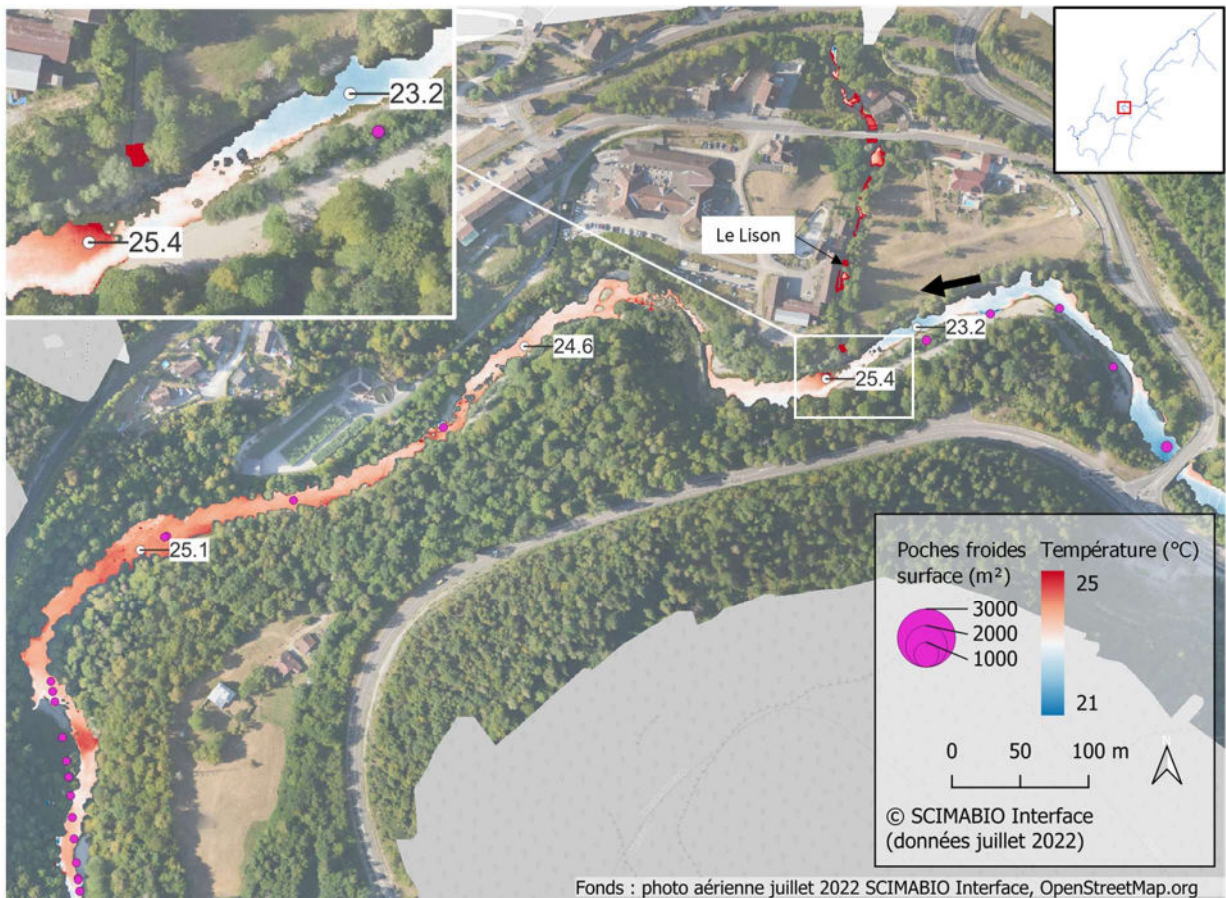 23.2
25.4
Le Lison
23.2
24.6
25.4
25.1
Poches froides
surface (m²)
3000
2000
1000
Température (°C)
25
21
0 50 100 m
N
© SCIMABIO Interface
(données juillet 2022)
Fonds : photo aérienne juillet 2022 SCIMABIO Interface, OpenStreetMap.org